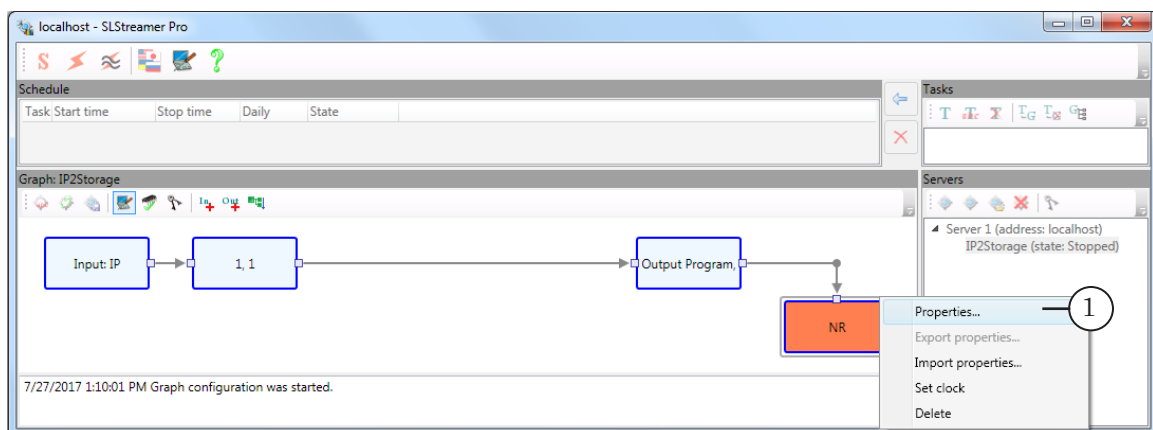 localhost - SLStreamer Pro
S ?
Schedule
Task Start time Stop time Daily State
Tasks
Graph: IP2Storage
In Out
Servers
Server 1 (address: localhost)
IP2Storage (state: Stopped)
Input: IP
1, 1
Output Program,
NR
Properties...
1
Export properties...
Import properties...
Set clock
Delete
7/27/2017 1:10:01 PM Graph configuration was started.